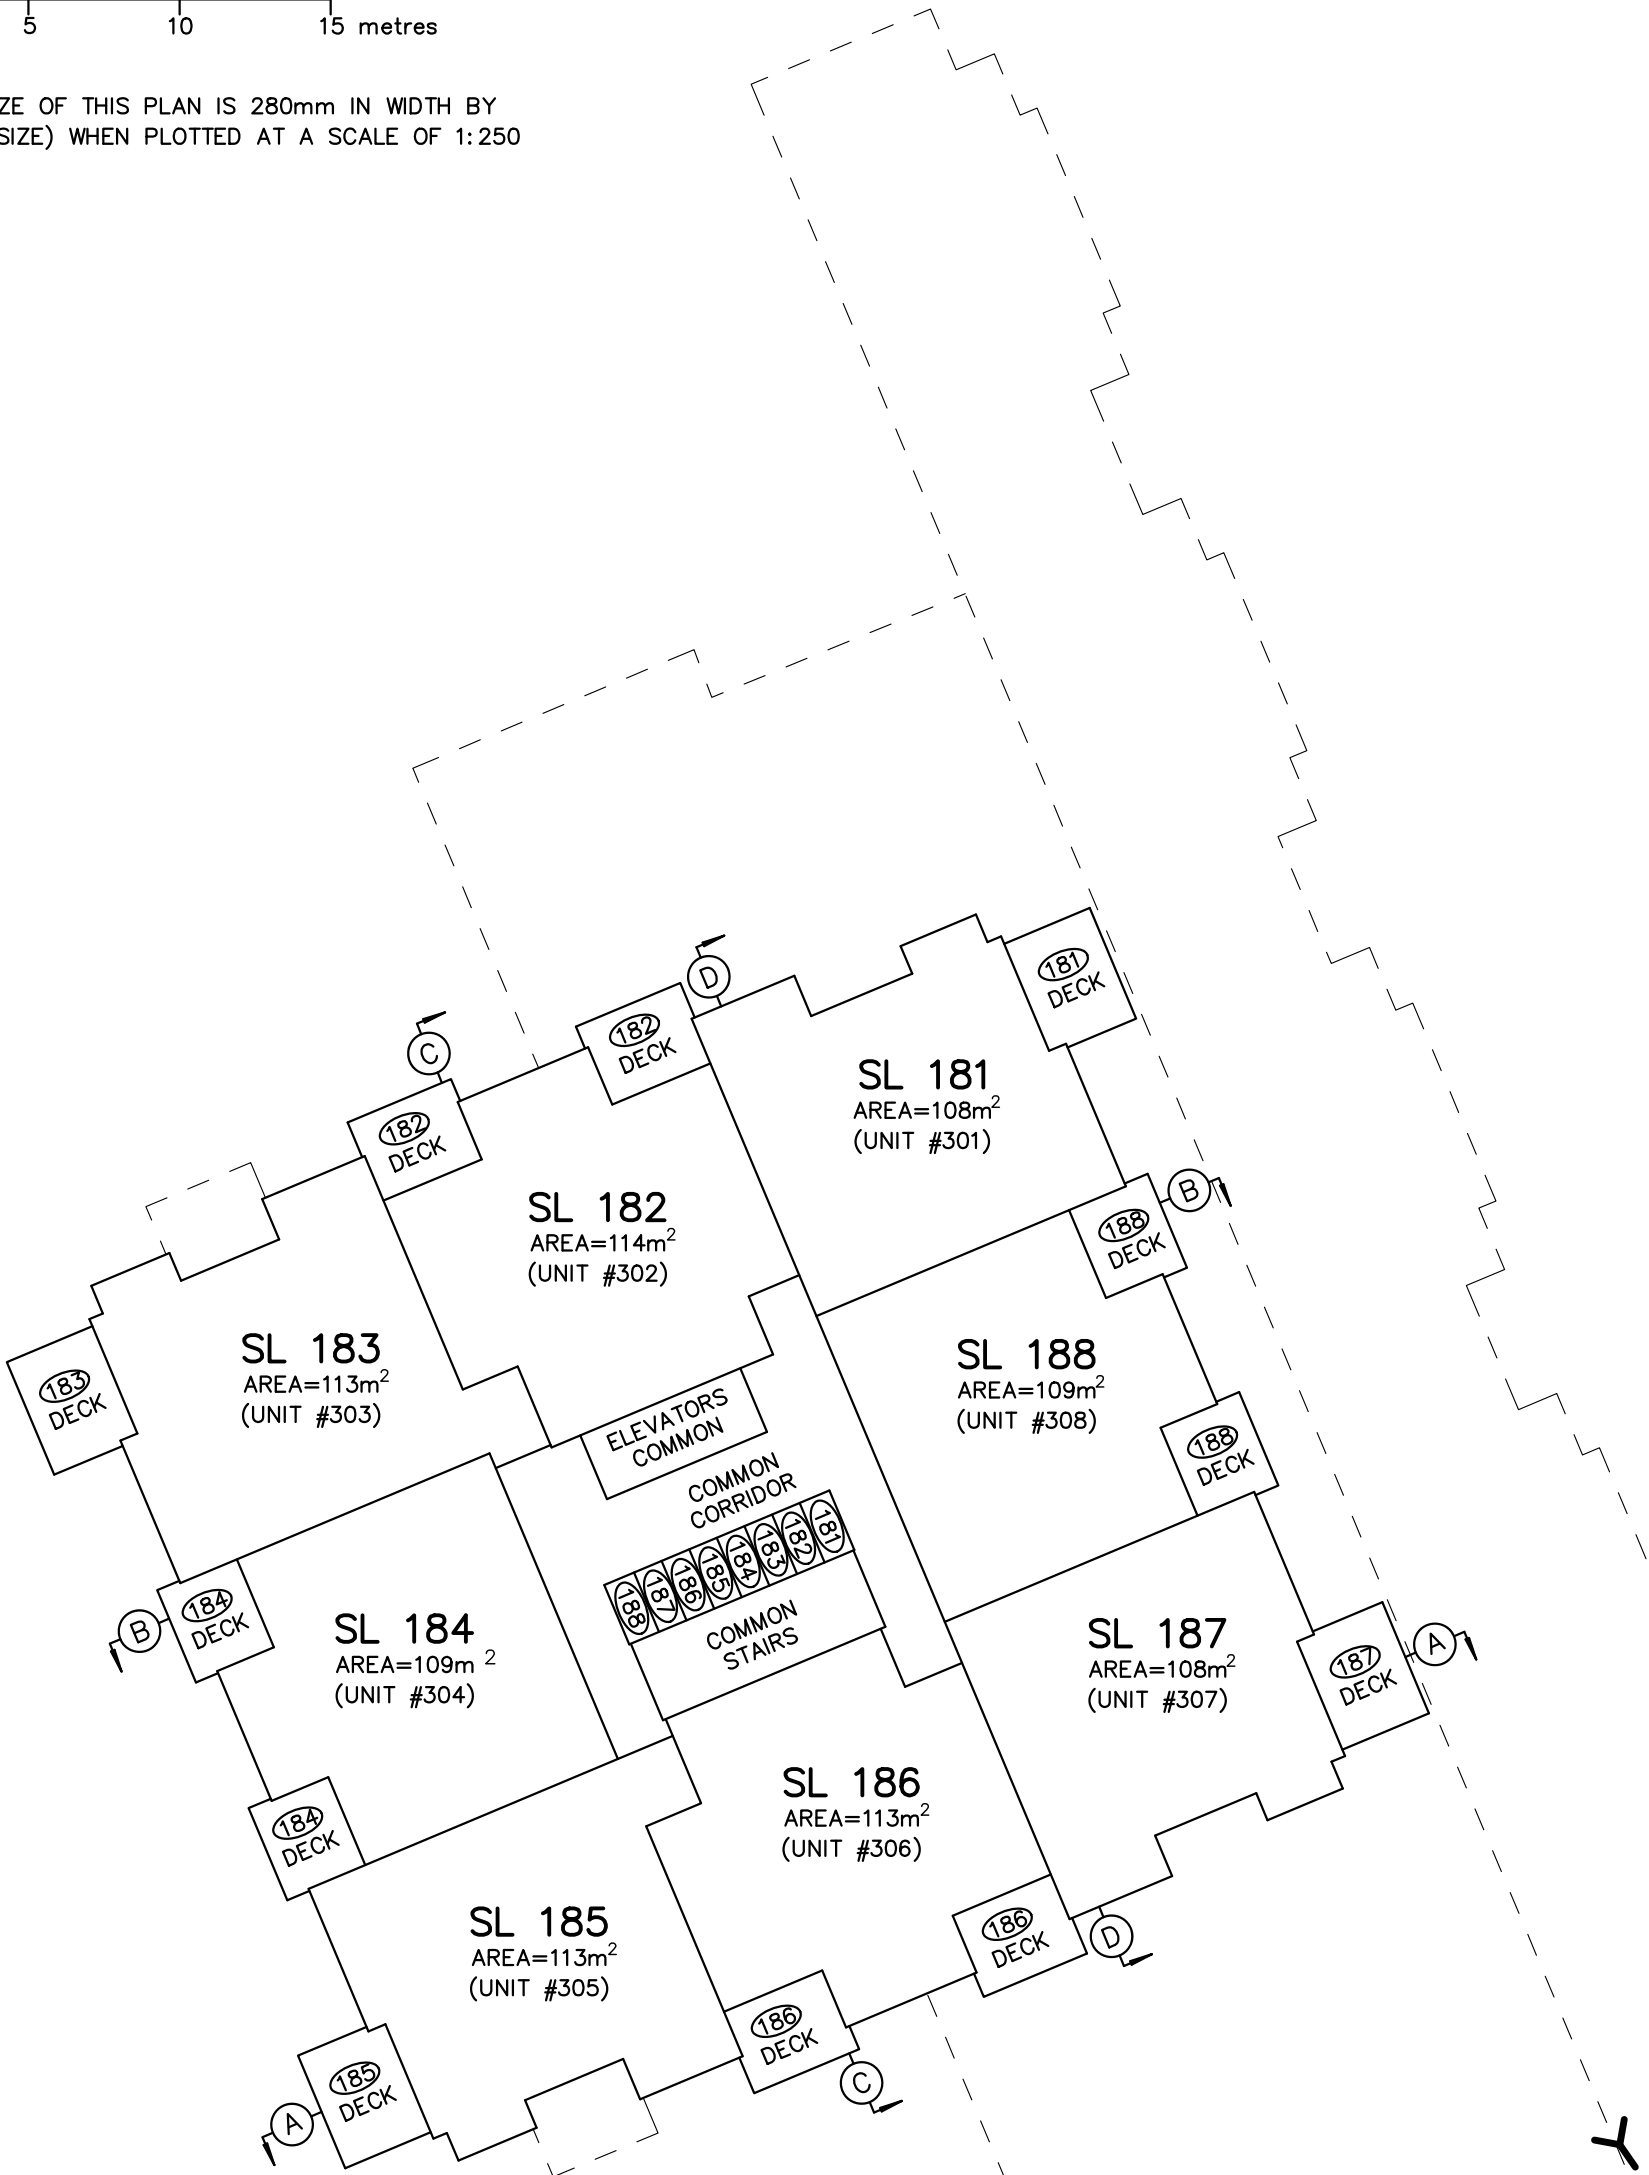 5 10 15 metres
ZE OF THIS PLAN IS 280mm IN WIDTH BY
SIZE) WHEN PLOTTED AT A SCALE OF 1:250
D
181
DECK
182
DECK
C
182
DECK
SL 181
AREA=108m²
(UNIT #301)
B
188
DECK
SL 182
AREA=114m²
(UNIT #302)
SL 183
AREA=113m²
(UNIT #303)
183
DECK
SL 188
AREA=109m²
(UNIT #308)
188
DECK
ELEVATORS
COMMON
COMMON
CORRIDOR
188 187 186 185 184 183 182 181
COMMON
STAIRS
184
DECK
B
SL 184
AREA=109m ²
(UNIT #304)
SL 187
AREA=108m²
(UNIT #307)
187
DECK
A
184
DECK
SL 186
AREA=113m²
(UNIT #306)
SL 185
AREA=113m²
(UNIT #305)
186
DECK
D
186
DECK
C
185
DECK
A